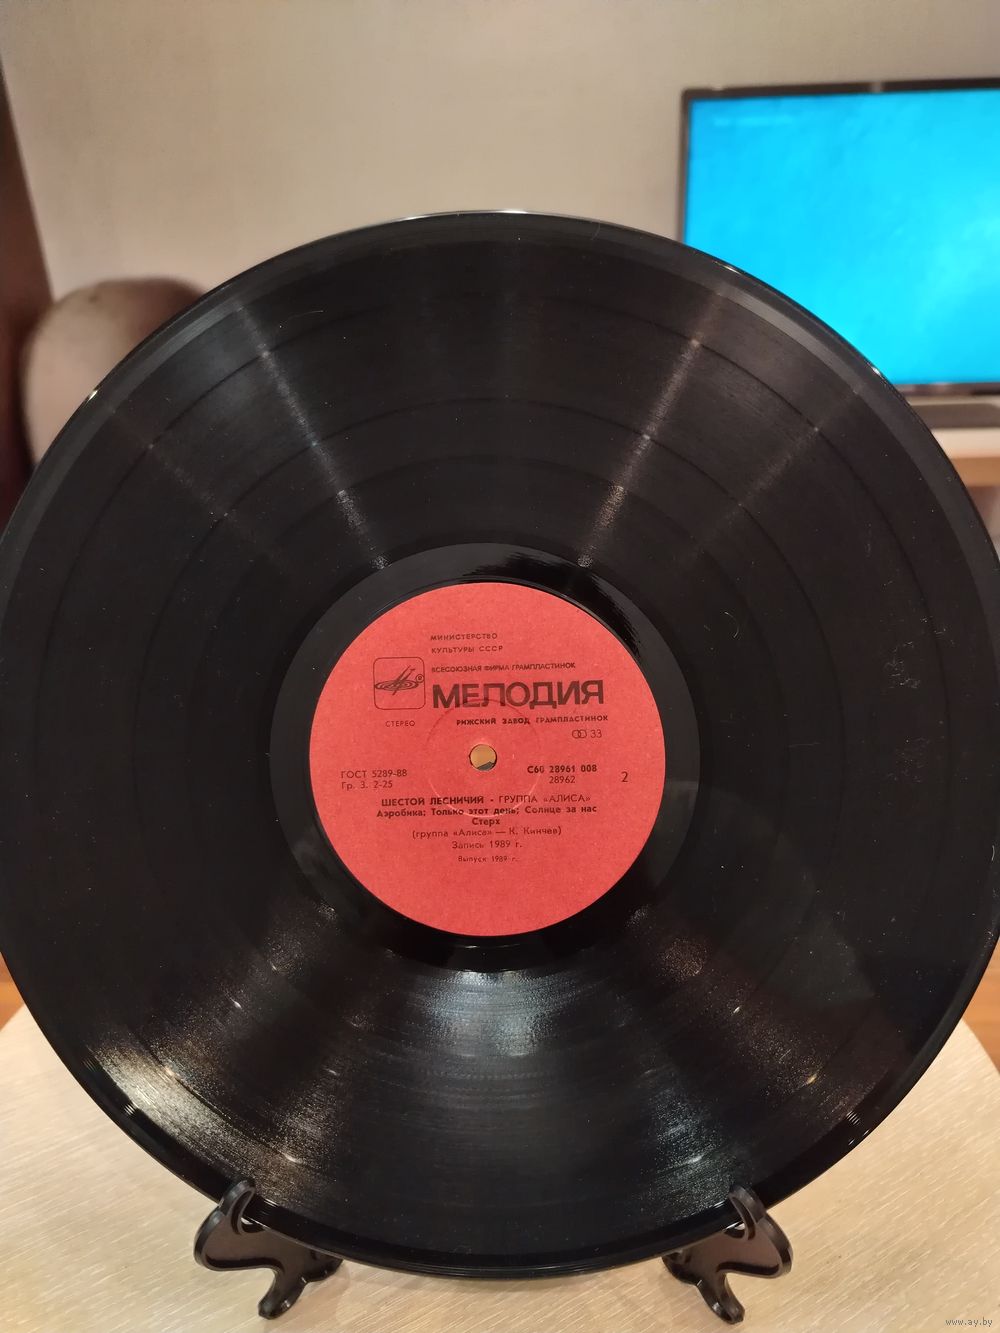 МИНИСТЕРСТВО
КУЛЬТУРЫ СССР
ВСЕСОЮЗНАЯ ФИРМА ГРАМПЛАСТИНОК
®
МЕЛОДИЯ
СТЕРЕО
РИЖСКИЙ ЗАВОД ГРАМПЛАСТИНОК
33
ГОСТ 5289-88
Гр. 3. 2-25
С60 28961 008
28962
2
ШЕСТОЙ ЛЕСНИЧИЙ - ГРУППА «АЛИСА»
Аэробика; Только этот день; Солнце за нас
Стерх
(группа «Алиса» — К. Кинчев)
Запись 1989 г.
Выпуск 1989 г.
www.ay.by